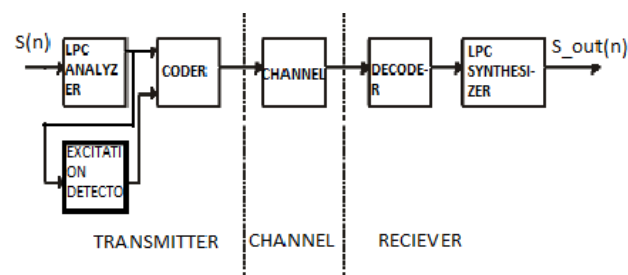 S(n)
LPC
ANALYZ
ER
CODER
CHANNEL
DECODE-
R
LPC
SYNTHESI-
ZER
S_out(n)
EXCITATI
ON
DETECTO
TRANSMITTER
CHANNEL
RECIEVER